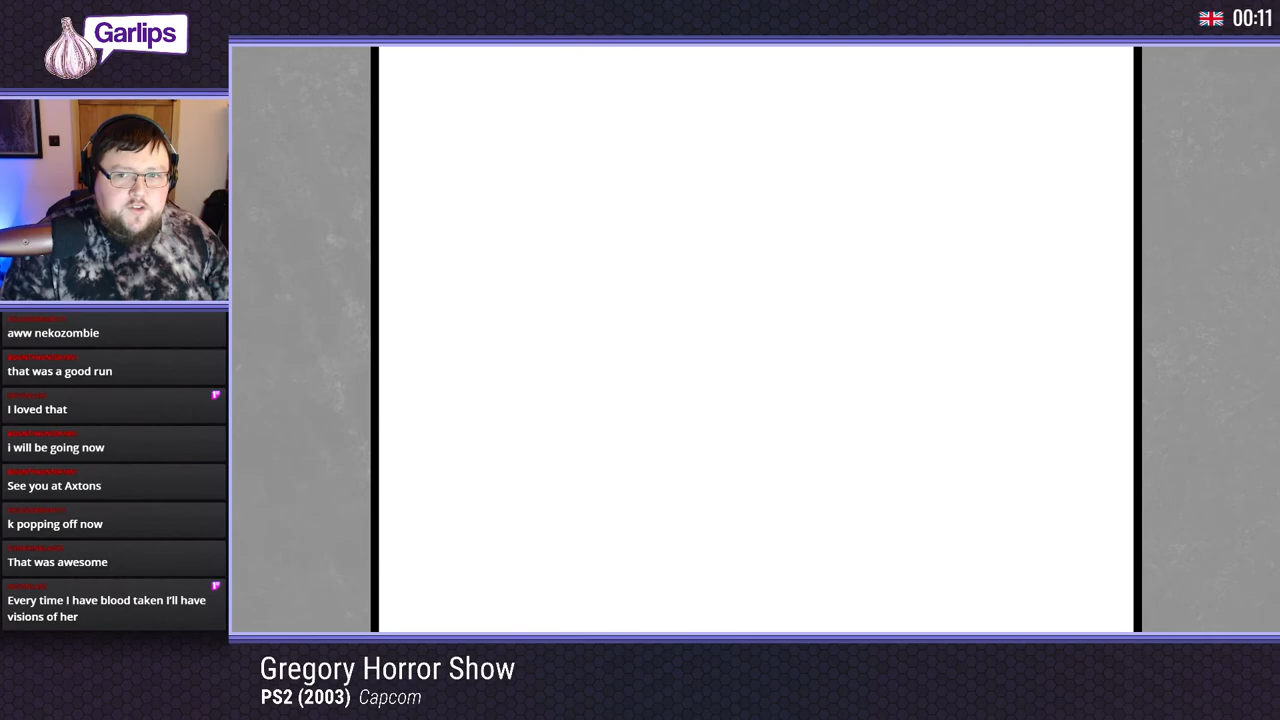 Garlips
00:11
aww nekozombie
that was a good run
I loved that
i will be going now
See you at Axtons
k popping off now
That was awesome
Every time I have blood taken I'll have
visions of her
Gregory Horror Show
PS2 (2003) Capcom